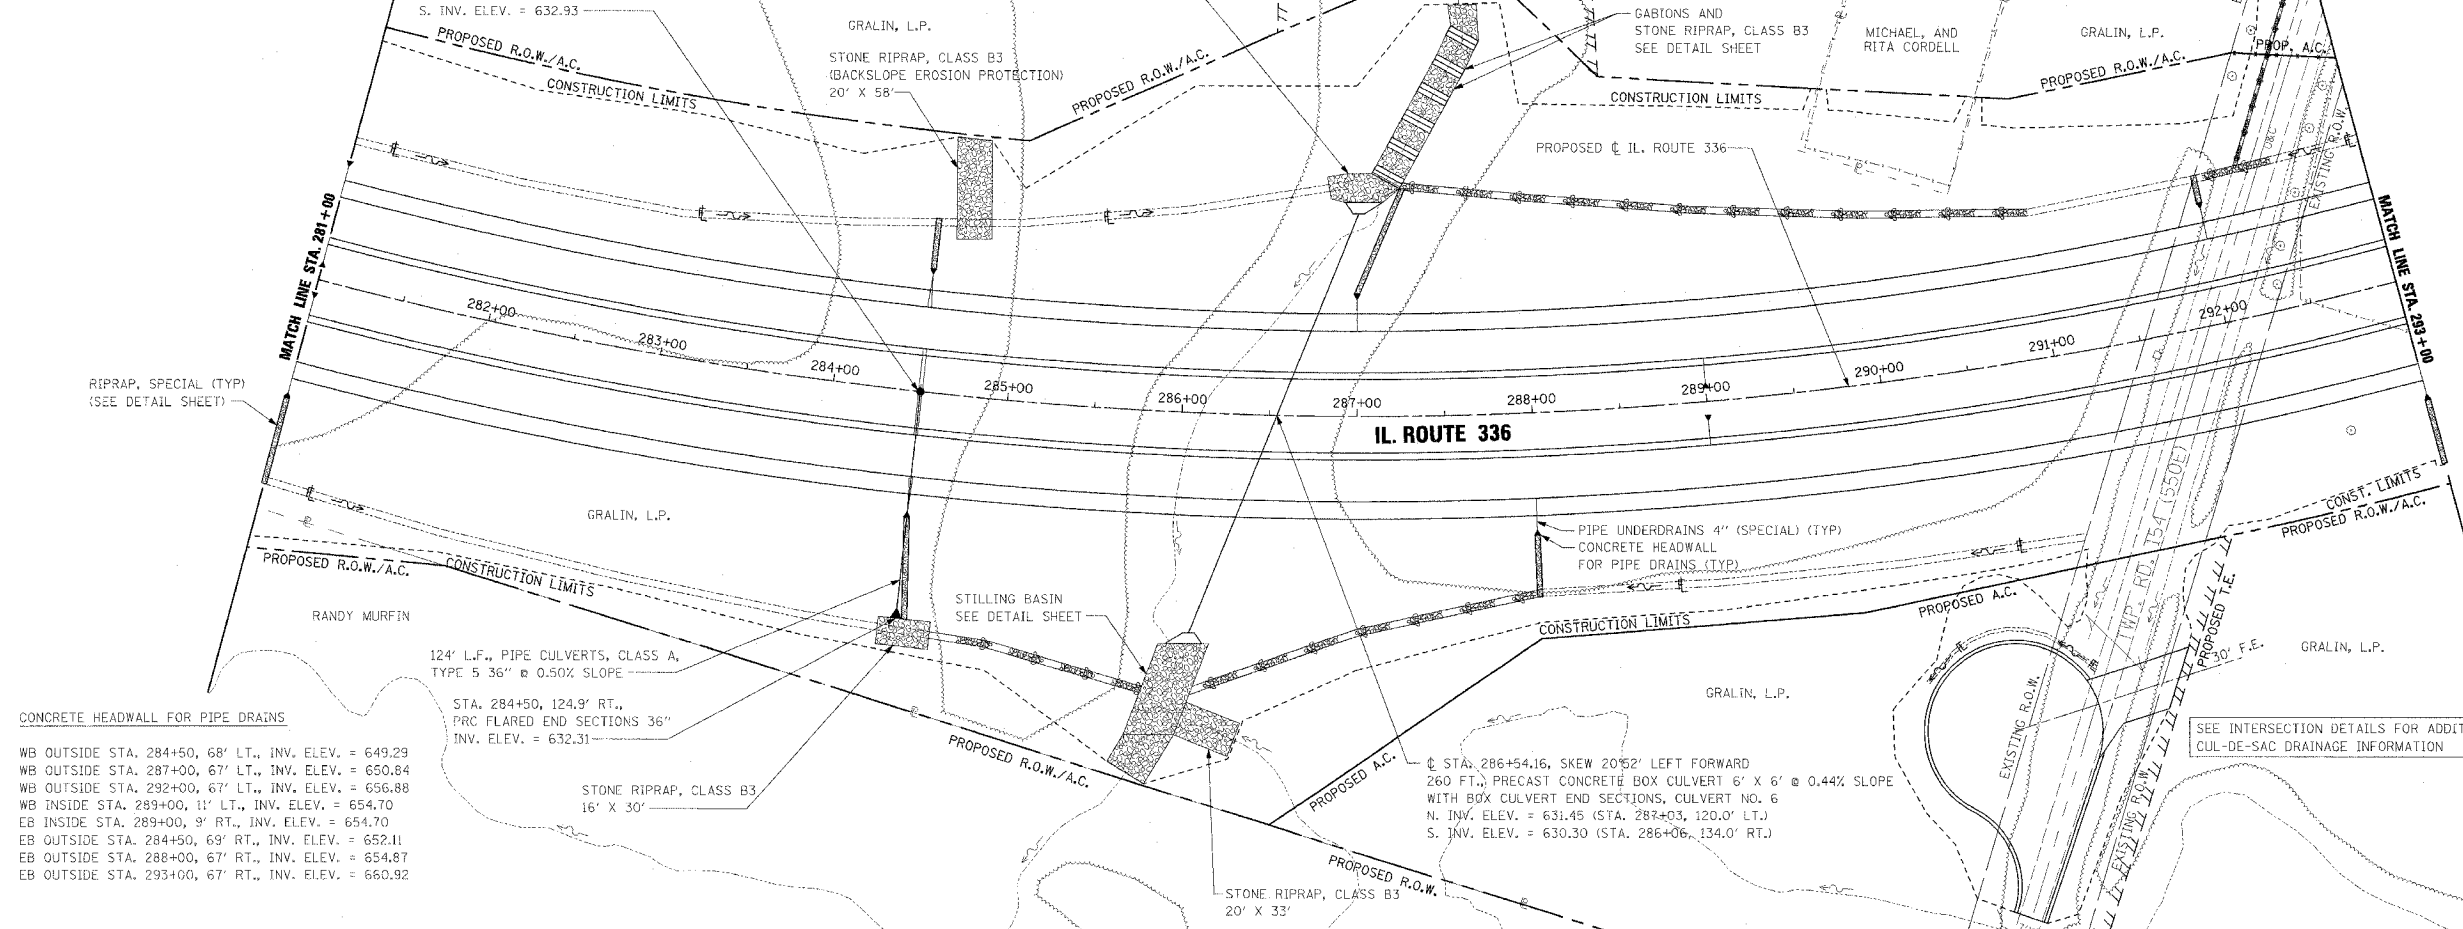 S. INV. ELEV. = 632.93
GRALIN, L.P.
STONE RIPRAP, CLASS B3
(BACKSLOPE EROSION PROTECTION)
20' X 58'
PROPOSED R.O.W./A.C.
CONSTRUCTION LIMITS
PROPOSED R.O.W./A.C.
GABIONS AND
STONE RIPRAP, CLASS B3
SEE DETAIL SHEET
MICHAEL, AND
RITA CORDELL
GRALIN, L.P.
PROP. A.C.
PROPOSED R.O.W./A.C.
CONSTRUCTION LIMITS
PROPOSED ℄ IL. ROUTE 336
EXISTING R.O.W.
MATCH LINE STA. 281+00
MATCH LINE STA. 293+00
282+00
283+00
284+00
285+00
286+00
287+00
288+00
289+00
290+00
291+00
292+00
IL. ROUTE 336
RIPRAP, SPECIAL (TYP)
(SEE DETAIL SHEET)
GRALIN, L.P.
PROPOSED R.O.W./A.C.
CONSTRUCTION LIMITS
RANDY MURFIN
PIPE UNDERDRAINS 4" (SPECIAL) (TYP)
CONCRETE HEADWALL
FOR PIPE DRAINS (TYP)
STILLING BASIN
SEE DETAIL SHEET
CONSTRUCTION LIMITS
PROPOSED A.C.
TWP. RD. 154 (550E)
CONST. LIMITS
PROPOSED R.O.W./A.C.
PROPOSED T.E.
30' F.E.
GRALIN, L.P.
GRALIN, L.P.
124' L.F., PIPE CULVERTS, CLASS A,
TYPE 5 36" @ 0.50% SLOPE
STA. 284+50, 124.9' RT.,
PRC FLARED END SECTIONS 36"
INV. ELEV. = 632.31
STONE RIPRAP, CLASS B3
16' X 30'
PROPOSED R.O.W./A.C.
PROPOSED A.C.
PROPOSED R.O.W.
STONE RIPRAP, CLASS B3
20' X 33'
℄ STA. 286+54.16, SKEW 20°52' LEFT FORWARD
260 FT., PRECAST CONCRETE BOX CULVERT 6' X 6' @ 0.44% SLOPE
WITH BOX CULVERT END SECTIONS, CULVERT NO. 6
N. INV. ELEV. = 631.45 (STA. 287+03, 120.0' LT.)
S. INV. ELEV. = 630.30 (STA. 286+06, 134.0' RT.)
EXISTING R.O.W.
EXISTING R.O.W.
SEE INTERSECTION DETAILS FOR ADDIT
CUL-DE-SAC DRAINAGE INFORMATION
CONCRETE HEADWALL FOR PIPE DRAINS
WB OUTSIDE STA. 284+50, 68' LT., INV. ELEV. = 649.29
WB OUTSIDE STA. 287+00, 67' LT., INV. ELEV. = 650.84
WB OUTSIDE STA. 292+00, 67' LT., INV. ELEV. = 656.88
WB INSIDE STA. 289+00, 11' LT., INV. ELEV. = 654.70
EB INSIDE STA. 289+00, 9' RT., INV. ELEV. = 654.70
EB OUTSIDE STA. 284+50, 69' RT., INV. ELEV. = 652.11
EB OUTSIDE STA. 288+00, 67' RT., INV. ELEV. = 654.87
EB OUTSIDE STA. 293+00, 67' RT., INV. ELEV. = 660.92